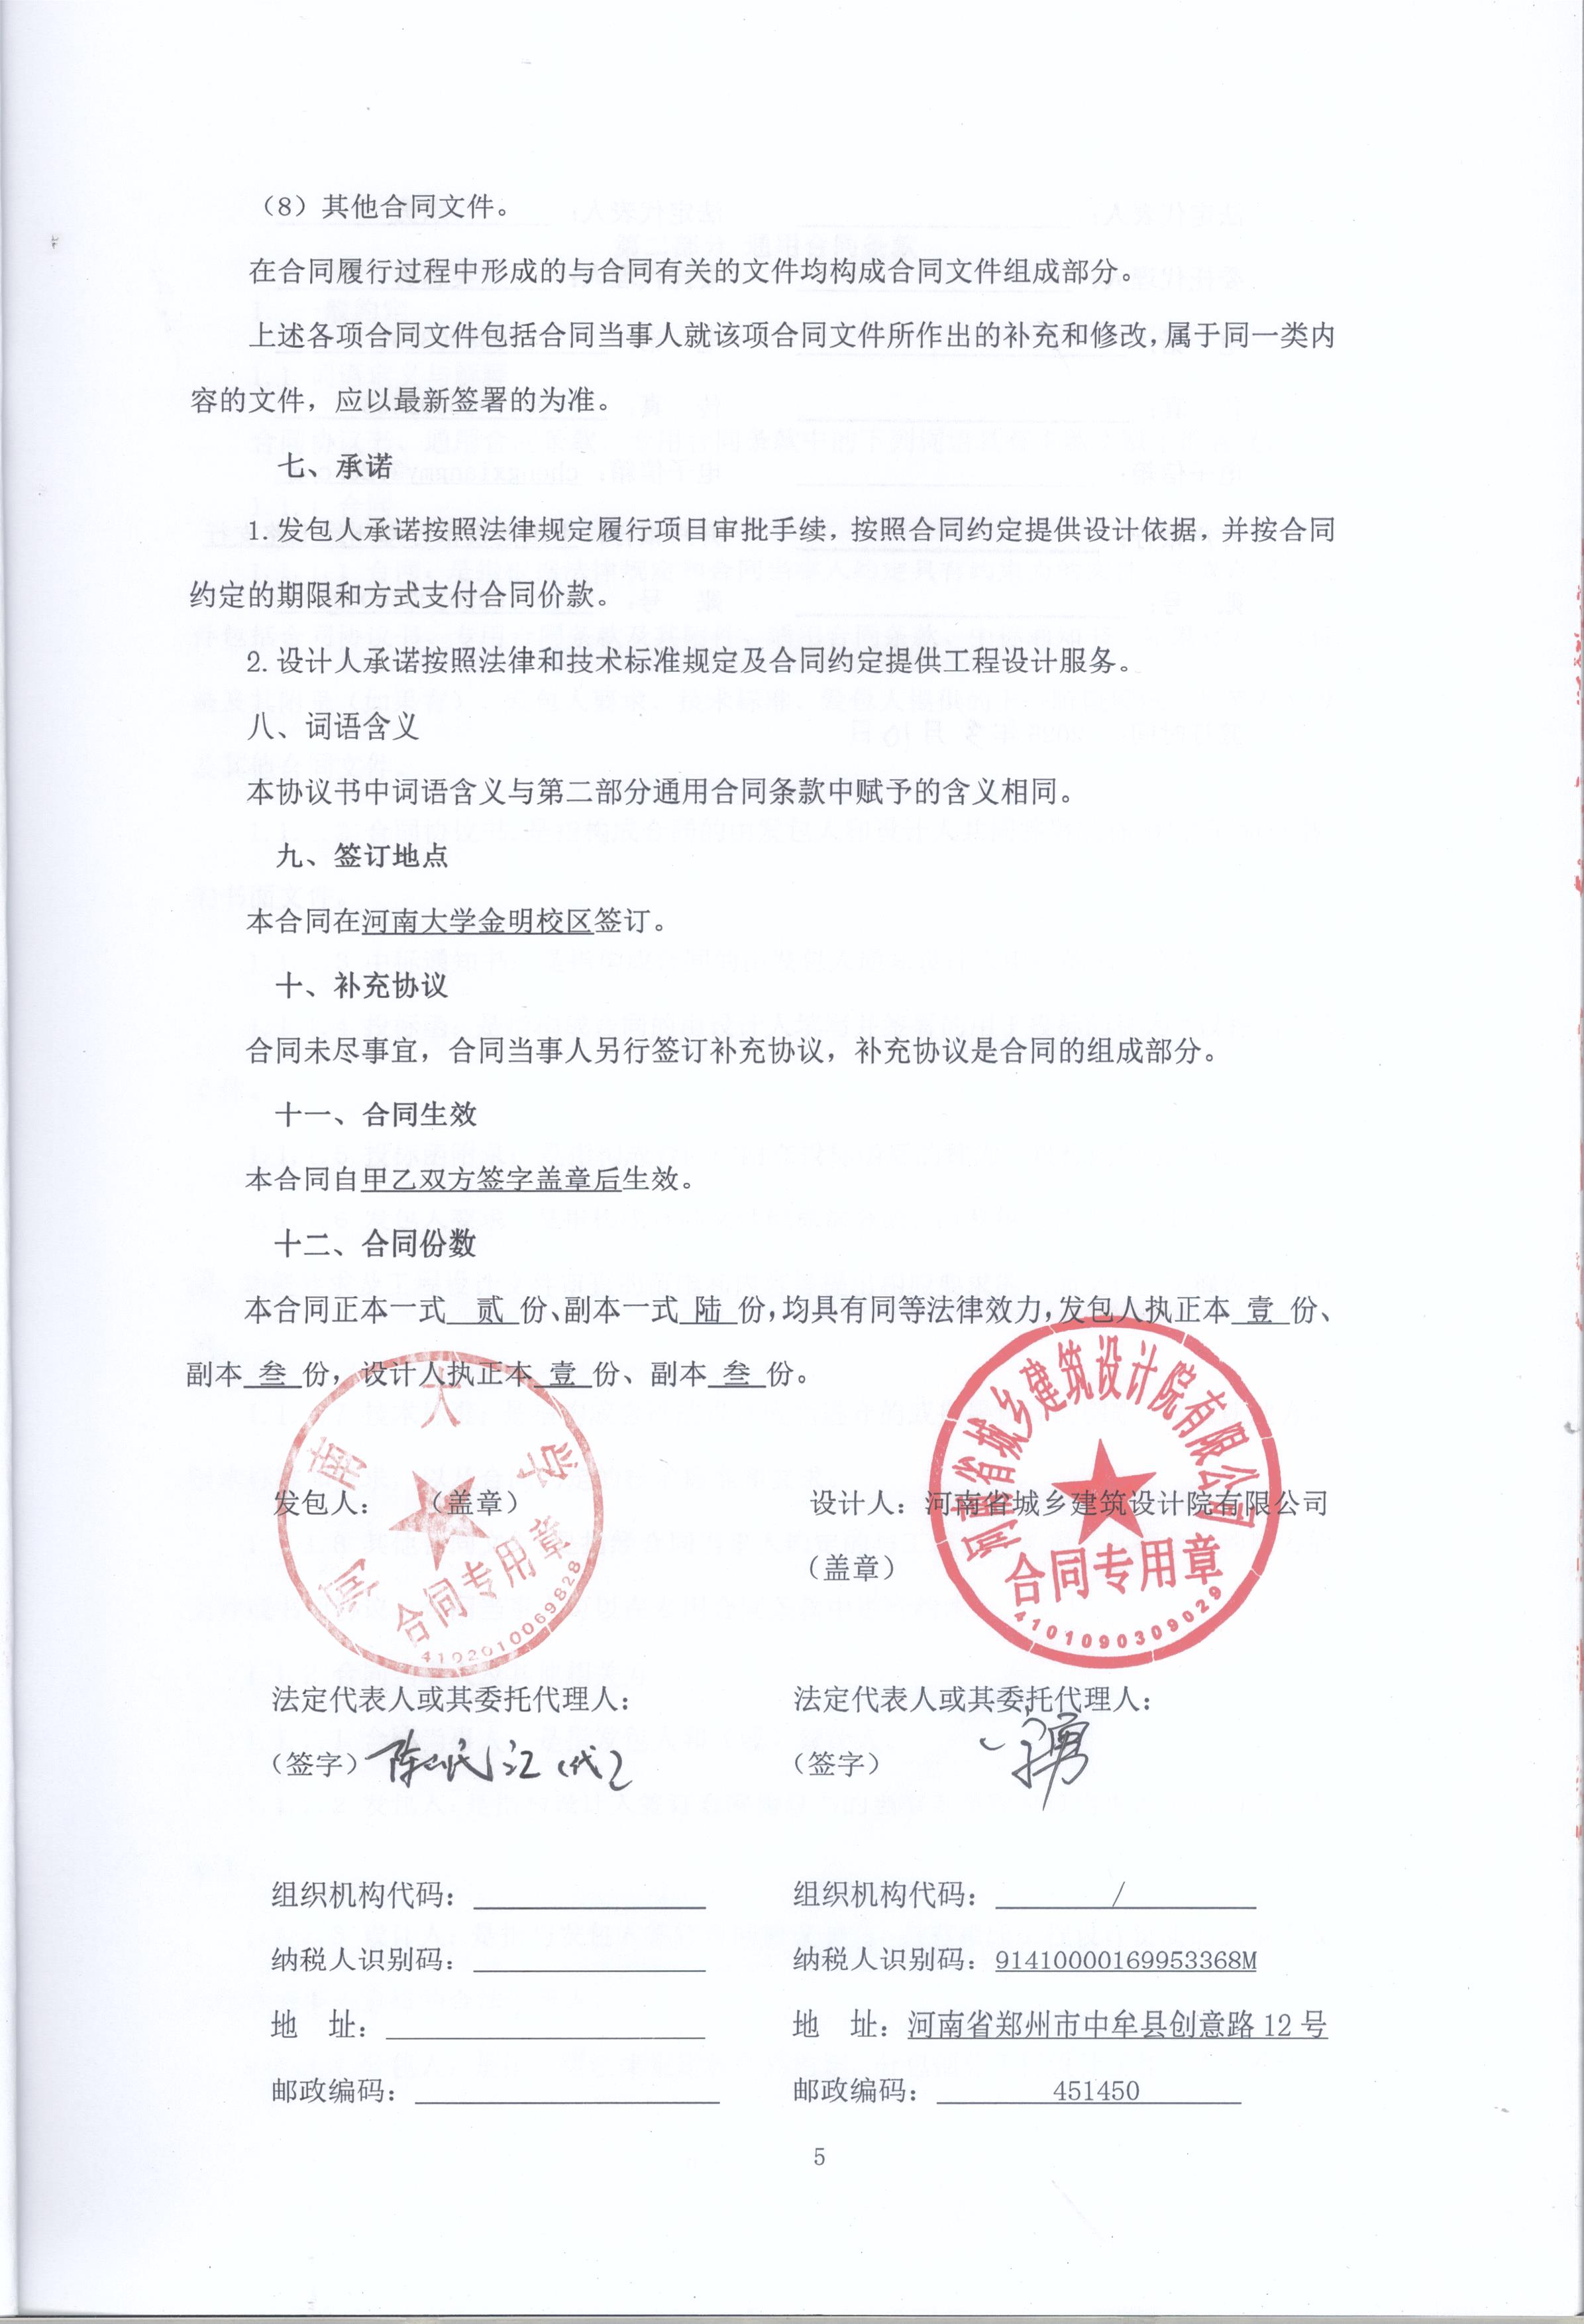 （8）其他合同文件。
在合同履行过程中形成的与合同有关的文件均构成合同文件组成部分。
上述各项合同文件包括合同当事人就该项合同文件所作出的补充和修改，属于同一类内
容的文件，应以最新签署的为准。
七、承诺
1.发包人承诺按照法律规定履行项目审批手续，按照合同约定提供设计依据，并按合同
约定的期限和方式支付合同价款。
2.设计人承诺按照法律和技术标准规定及合同约定提供工程设计服务。
八、词语含义
本协议书中词语含义与第二部分通用合同条款中赋予的含义相同。
九、签订地点
本合同在河南大学金明校区签订。
十、补充协议
合同未尽事宜，合同当事人另行签订补充协议，补充协议是合同的组成部分。
十一、合同生效
本合同自甲乙双方签字盖章后生效。
十二、合同份数
本合同正本一式 贰 份、副本一式 陆 份，均具有同等法律效力，发包人执正本 壹 份、
副本 叁 份，设计人执正本 壹 份、副本 叁 份。
河南大学
合同专用章
4102010069828
河南省城乡建筑设计院有限公司
合同专用章
4101090309029
发包人： （盖章）
设计人：河南省城乡建筑设计院有限公司
（盖章）
法定代表人或其委托代理人：
法定代表人或其委托代理人：
（签字）
（签字）
组织机构代码：
组织机构代码： /
纳税人识别码：
纳税人识别码：91410000169953368M
地 址：
地 址：河南省郑州市中牟县创意路 12 号
邮政编码：
邮政编码： 451450
5